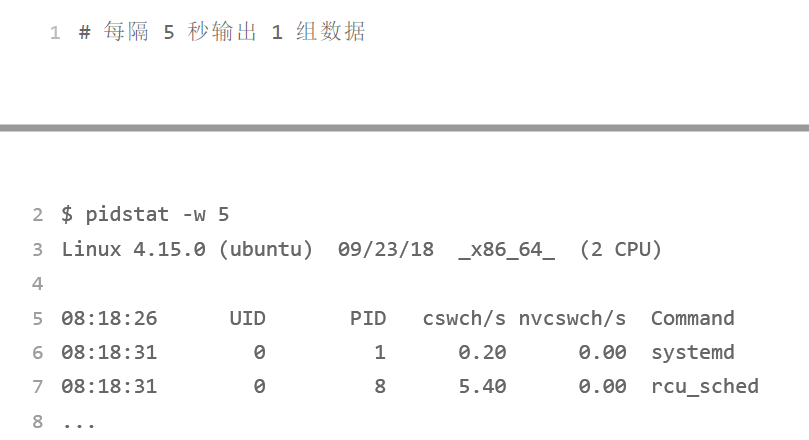 1 # 每隔 5 秒输出 1 组数据
2 $ pidstat -w 5
3 Linux 4.15.0 (ubuntu)  09/23/18  _x86_64_  (2 CPU)
4
5 08:18:26      UID       PID   cswch/s nvcswch/s  Command
6 08:18:31        0         1      0.20      0.00  systemd
7 08:18:31        0         8      5.40      0.00  rcu_sched
8 ...